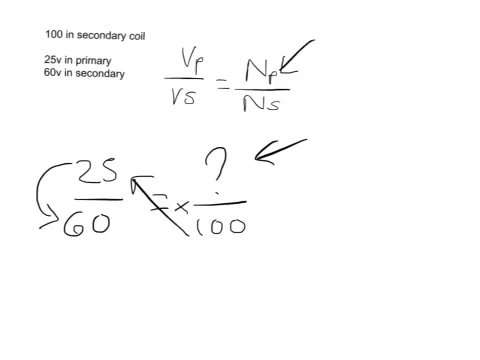 100 in secondary coil
25v in primary
60v in secondary
Vp/Vs = Np/Ns
25/60 = × ?/100